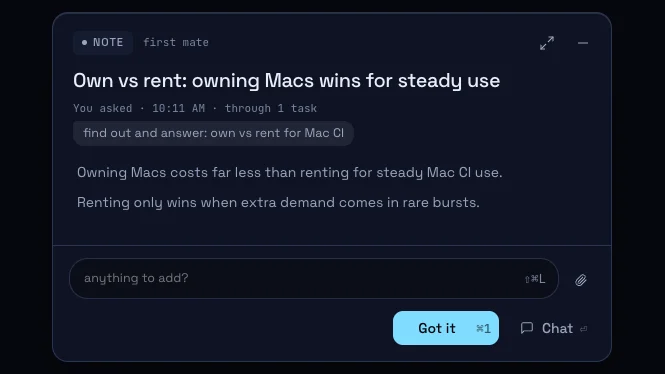 NOTE first mate
Own vs rent: owning Macs wins for steady use
You asked · 10:11 AM · through 1 task
find out and answer: own vs rent for Mac CI
Owning Macs costs far less than renting for steady Mac CI use.
Renting only wins when extra demand comes in rare bursts.
anything to add? ⇧⌘L
Got it ⌘1 Chat ⏎